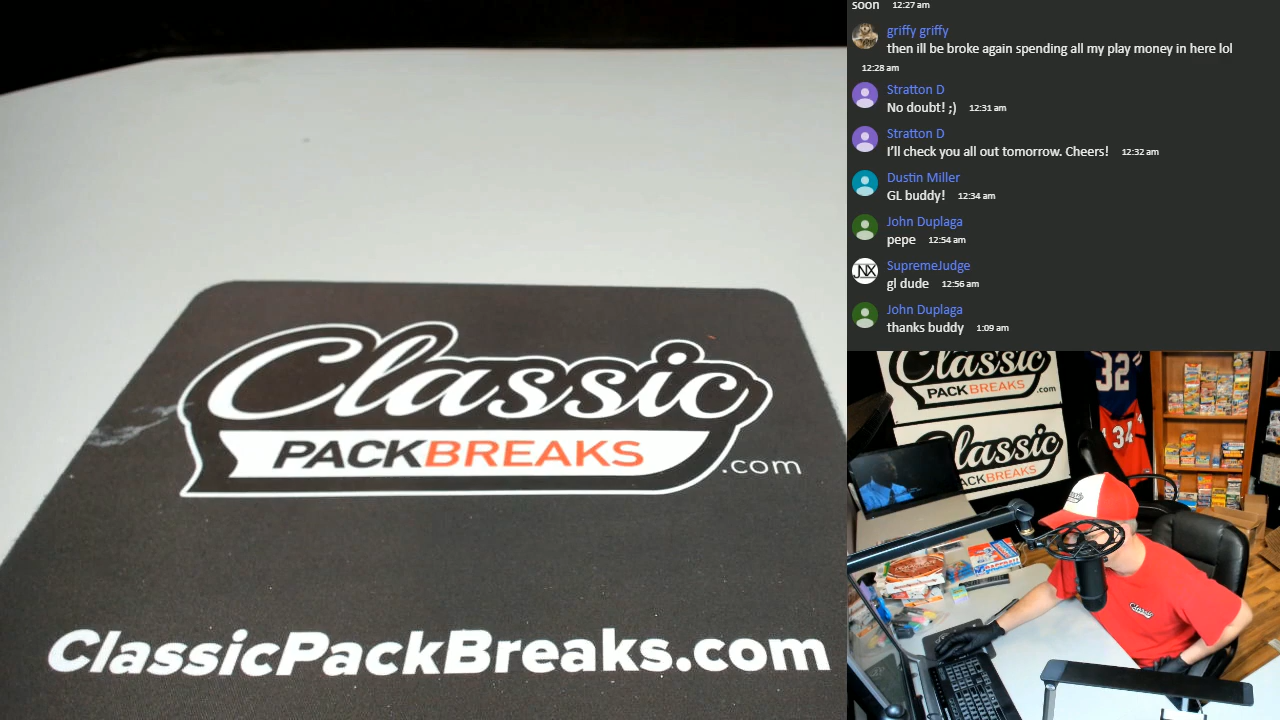 Classic
PACKBREAKS
.com
ClassicPackBreaks.com
soon 12:27 am
griffy griffy
then ill be broke again spending all my play money in here lol
12:28 am
Stratton D
No doubt! ;) 12:31 am
Stratton D
I'll check you all out tomorrow. Cheers! 12:32 am
Dustin Miller
GL buddy! 12:34 am
John Duplaga
pepe 12:54 am
JNX
SupremeJudge
gl dude 12:56 am
John Duplaga
thanks buddy 1:09 am
Classic
PACKBREAKS
.com
Classic
PACKBREAKS
32
34